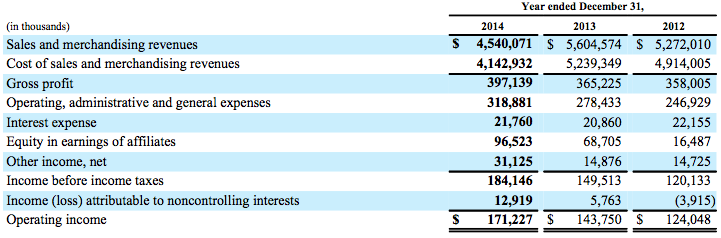 Year ended December 31,
(in thousands) 2014 2013 2012
Sales and merchandising revenues $ 4,540,071 $ 5,604,574 $ 5,272,010
Cost of sales and merchandising revenues 4,142,932 5,239,349 4,914,005
Gross profit 397,139 365,225 358,005
Operating, administrative and general expenses 318,881 278,433 246,929
Interest expense 21,760 20,860 22,155
Equity in earnings of affiliates 96,523 68,705 16,487
Other income, net 31,125 14,876 14,725
Income before income taxes 184,146 149,513 120,133
Income (loss) attributable to noncontrolling interests 12,919 5,763 (3,915)
Operating income $ 171,227 $ 143,750 $ 124,048